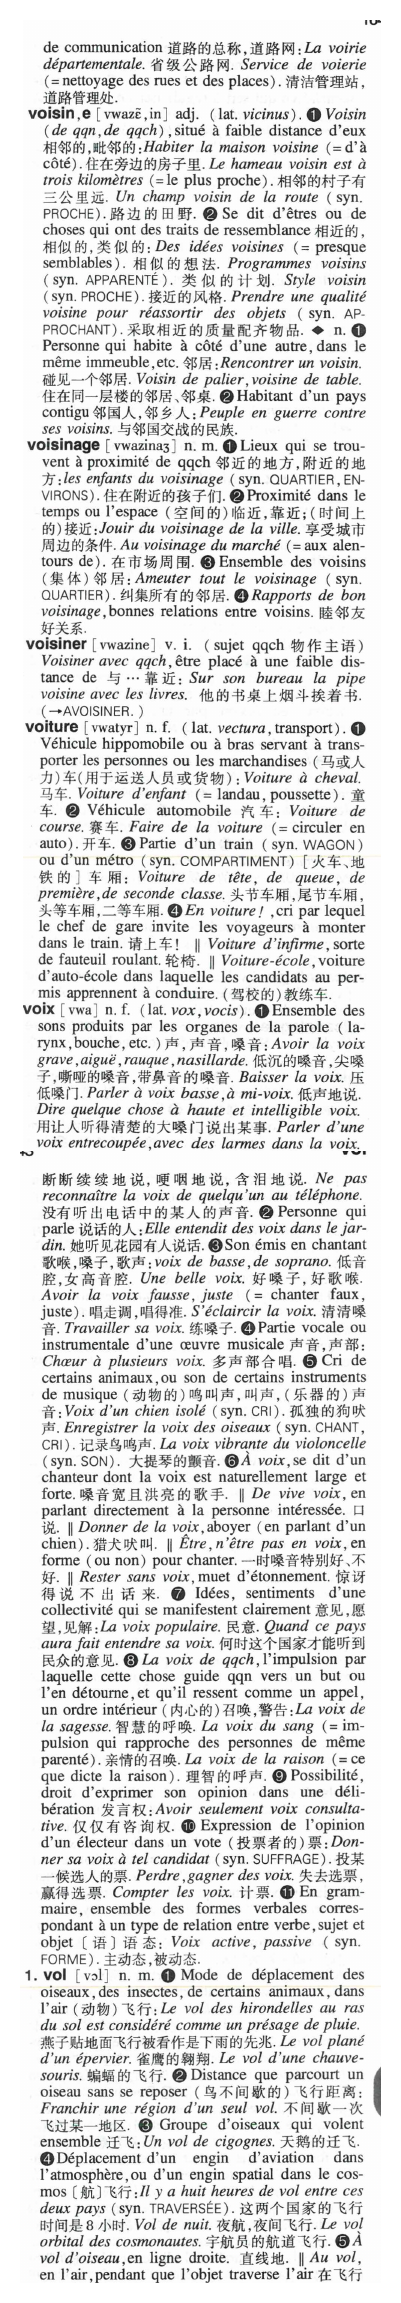 de communication 道路的总称,道路网:La voirie
départementale. 省级公路网. Service de voierie
(=nettoyage des rues et des places). 清洁管理站,
道路管理处.
voisin,e [vwazɛ̃,in] adj. (lat. vicinus). ❶ Voisin
(de qqn,de qqch),situé à faible distance d'eux
相邻的,毗邻的:Habiter la maison voisine (=d'à
côté). 住在旁边的房子里. Le hameau voisin est à
trois kilomètres (=le plus proche). 相邻的村子有
三公里远. Un champ voisin de la route (syn.
PROCHE). 路边的田野. ❷ Se dit d'êtres ou de
choses qui ont des traits de ressemblance 相近的,
相似的,类似的:Des idées voisines (= presque
semblables). 相似的想法. Programmes voisins
(syn. APPARENTÉ). 类似的计划. Style voisin
(syn. PROCHE). 接近的风格. Prendre une qualité
voisine pour réassortir des objets (syn. AP-
PROCHANT). 采取相近的质量配齐物品. ◆ n. ❶
Personne qui habite à côté d'une autre,dans le
même immeuble,etc. 邻居:Rencontrer un voisin.
碰见一个邻居. Voisin de palier,voisine de table.
住在同一层楼的邻居、邻桌. ❷ Habitant d'un pays
contigu 邻国人,邻乡人:Peuple en guerre contre
ses voisins. 与邻国交战的民族.
voisinage [vwazinaʒ] n. m. ❶ Lieux qui se trou-
vent à proximité de qqch 邻近的地方,附近的地
方:les enfants du voisinage (syn. QUARTIER, EN-
VIRONS). 住在附近的孩子们. ❷ Proximité dans le
temps ou l'espace (空间的)临近,靠近;(时间上
的)接近:Jouir du voisinage de la ville. 享受城市
周边的条件. Au voisinage du marché (=aux alen-
tours de). 在市场周围. ❸ Ensemble des voisins
(集体)邻居:Ameuter tout le voisinage (syn.
QUARTIER). 纠集所有的邻居. ❹ Rapports de bon
voisinage,bonnes relations entre voisins. 睦邻友
好关系.
voisiner [vwazine] v. i. (sujet qqch 物作主语)
Voisiner avec qqch,être placé à une faible dis-
tance de 与…靠近: Sur son bureau la pipe
voisine avec les livres. 他的书桌上烟斗挨着书.
(→AVOISINER.)
voiture [vwatyr] n. f. (lat. vectura,transport). ❶
Véhicule hippomobile ou à bras servant à trans-
porter les personnes ou les marchandises (马或人
力)车(用于运送人员或货物):Voiture à cheval.
马车. Voiture d'enfant (= landau, poussette). 童
车. ❷ Véhicule automobile 汽车: Voiture de
course. 赛车. Faire de la voiture (=circuler en
auto). 开车. ❸ Partie d'un train (syn. WAGON)
ou d'un métro (syn. COMPARTIMENT) [火车、地
铁的] 车厢: Voiture de tête, de queue, de
première,de seconde classe. 头节车厢,尾节车厢,
头等车厢,二等车厢. ❹ En voiture!,cri par lequel
le chef de gare invite les voyageurs à monter
dans le train. 请上车! ‖ Voiture d'infirme,sorte
de fauteuil roulant. 轮椅. ‖ Voiture-école,voiture
d'auto-école dans laquelle les candidats au per-
mis apprennent à conduire. (驾校的)教练车.
voix [vwa] n. f. (lat. vox,vocis). ❶ Ensemble des
sons produits par les organes de la parole (la-
rynx,bouche, etc.) 声,声音,嗓音:Avoir la voix
grave,aiguë,rauque,nasillarde. 低沉的嗓音,尖嗓
子,嘶哑的嗓音,带鼻音的嗓音. Baisser la voix. 压
低嗓门. Parler à voix basse,à mi-voix. 低声地说.
Dire quelque chose à haute et intelligible voix.
用让人听得清楚的大嗓门说出某事. Parler d'une
voix entrecoupée,avec des larmes dans la voix.
断断续续地说,哽咽地说,含泪地说. Ne pas
reconnaître la voix de quelqu'un au téléphone.
没有听出电话中的某人的声音. ❷ Personne qui
parle 说话的人:Elle entendit des voix dans le jar-
din. 她听见花园有人说话. ❸ Son émis en chantant
歌喉,嗓子,歌声:voix de basse,de soprano. 低音
腔,女高音腔. Une belle voix. 好嗓子,好歌喉.
Avoir la voix fausse, juste (= chanter faux,
juste). 唱走调,唱得准. S'éclaircir la voix. 清清嗓
音. Travailler sa voix. 练嗓子. ❹ Partie vocale ou
instrumentale d'une œuvre musicale 声音,声部:
Chœur à plusieurs voix. 多声部合唱. ❺ Cri de
certains animaux,ou son de certains instruments
de musique (动物的)鸣叫声,叫声,(乐器的)声
音:Voix d'un chien isolé (syn. CRI). 孤独的狗吠
声. Enregistrer la voix des oiseaux (syn. CHANT,
CRI). 记录鸟鸣声. La voix vibrante du violoncelle
(syn. SON). 大提琴的颤音. ❻ À voix,se dit d'un
chanteur dont la voix est naturellement large et
forte. 嗓音宽且洪亮的歌手. ‖ De vive voix, en
parlant directement à la personne intéressée. 口
说. ‖ Donner de la voix,aboyer (en parlant d'un
chien). 猎犬吠叫. ‖ Être,n'être pas en voix,en
forme (ou non) pour chanter. 一时嗓音特别好、不
好. ‖ Rester sans voix,muet d'étonnement. 惊讶
得说不出话来. ❼ Idées, sentiments d'une
collectivité qui se manifestent clairement 意见,愿
望,见解:La voix populaire. 民意. Quand ce pays
aura fait entendre sa voix. 何时这个国家才能听到
民众的意见. ❽ La voix de qqch,l'impulsion par
laquelle cette chose guide qqn vers un but ou
l'en détourne,et qu'il ressent comme un appel,
un ordre intérieur (内心的)召唤,警告:La voix de
la sagesse. 智慧的呼唤. La voix du sang (= im-
pulsion qui rapproche des personnes de même
parenté). 亲情的召唤. La voix de la raison (=ce
que dicte la raison). 理智的呼声. ❾ Possibilité,
droit d'exprimer son opinion dans une déli-
bération 发言权:Avoir seulement voix consulta-
tive. 仅仅有咨询权. ❿ Expression de l'opinion
d'un électeur dans un vote (投票者的)票:Don-
ner sa voix à tel candidat (syn. SUFFRAGE). 投某
一候选人的票. Perdre,gagner des voix. 失去选票,
赢得选票. Compter les voix. 计票. ⓫ En gram-
maire, ensemble des formes verbales corres-
pondant à un type de relation entre verbe,sujet et
objet [语] 语态: Voix active, passive (syn.
FORME). 主动态,被动态.
1. vol [vɔl] n. m. ❶ Mode de déplacement des
oiseaux,des insectes,de certains animaux,dans
l'air (动物)飞行:Le vol des hirondelles au ras
du sol est considéré comme un présage de pluie.
燕子贴地面飞行被看作是下雨的先兆. Le vol plané
d'un épervier. 雀鹰的翱翔. Le vol d'une chauve-
souris. 蝙蝠的飞行. ❷ Distance que parcourt un
oiseau sans se reposer (鸟不间歇的)飞行距离:
Franchir une région d'un seul vol. 不间歇一次
飞过某一地区. ❸ Groupe d'oiseaux qui volent
ensemble 迁飞:Un vol de cigognes. 天鹅的迁飞.
❹ Déplacement d'un engin d'aviation dans
l'atmosphère,ou d'un engin spatial dans le cos-
mos [航]飞行:Il y a huit heures de vol entre ces
deux pays (syn. TRAVERSÉE). 这两个国家的飞行
时间是8小时. Vol de nuit. 夜航,夜间飞行. Le vol
orbital des cosmonautes. 宇航员的航道飞行. ❺ À
vol d'oiseau,en ligne droite. 直线地. ‖ Au vol,
en l'air,pendant que l'objet traverse l'air 在飞行